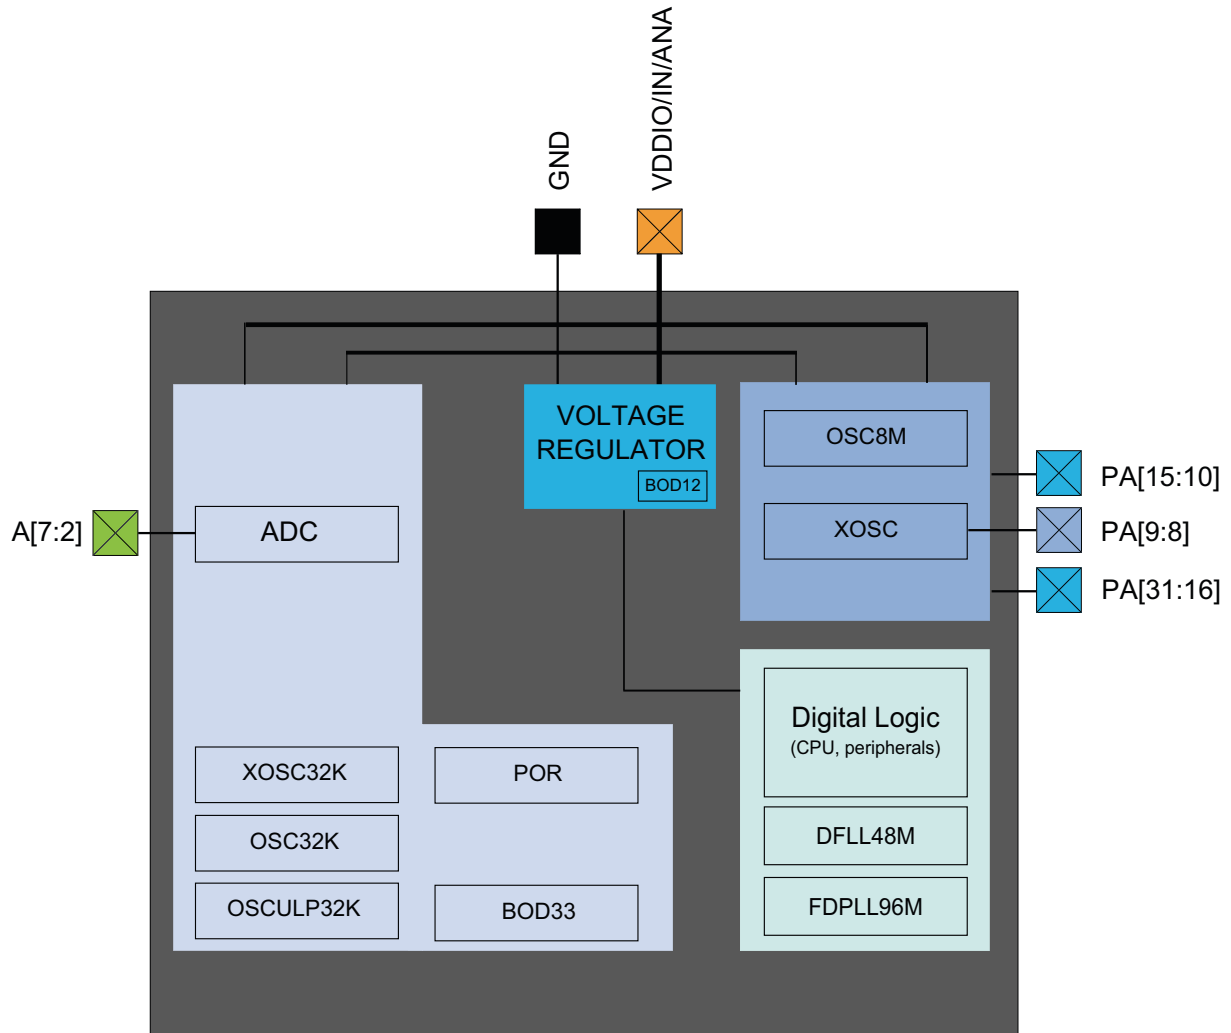 GND
VDDIO/IN/ANA
VOLTAGE
REGULATOR
BOD12
OSC8M
XOSC
PA[15:10]
PA[9:8]
PA[31:16]
A[7:2]
ADC
XOSC32K
OSC32K
OSCULP32K
POR
BOD33
Digital Logic
(CPU, peripherals)
DFLL48M
FDPLL96M